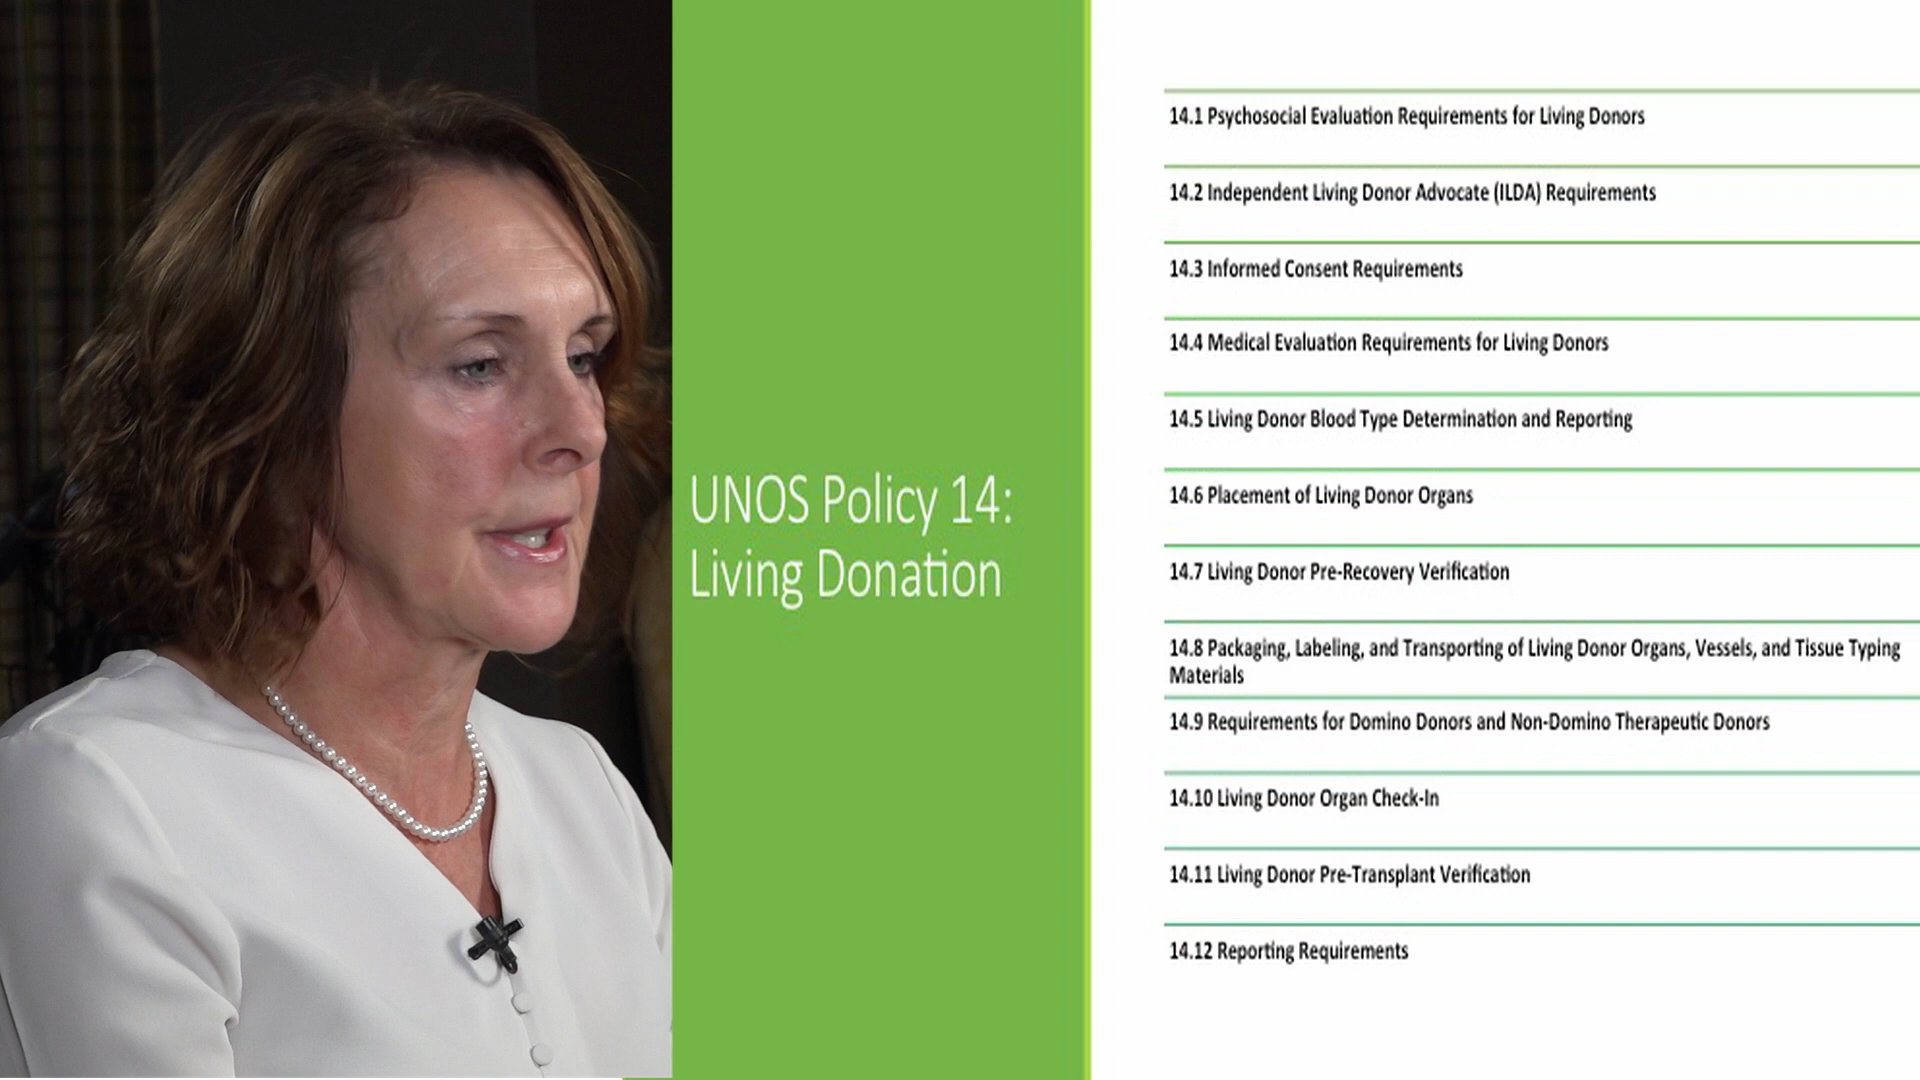 UNOS Policy 14:
Living Donation
14.1 Psychosocial Evaluation Requirements for Living Donors
14.2 Independent Living Donor Advocate (ILDA) Requirements
14.3 Informed Consent Requirements
14.4 Medical Evaluation Requirements for Living Donors
14.5 Living Donor Blood Type Determination and Reporting
14.6 Placement of Living Donor Organs
14.7 Living Donor Pre-Recovery Verification
14.8 Packaging, Labeling, and Transporting of Living Donor Organs, Vessels, and Tissue Typing
Materials
14.9 Requirements for Domino Donors and Non-Domino Therapeutic Donors
14.10 Living Donor Organ Check-In
14.11 Living Donor Pre-Transplant Verification
14.12 Reporting Requirements